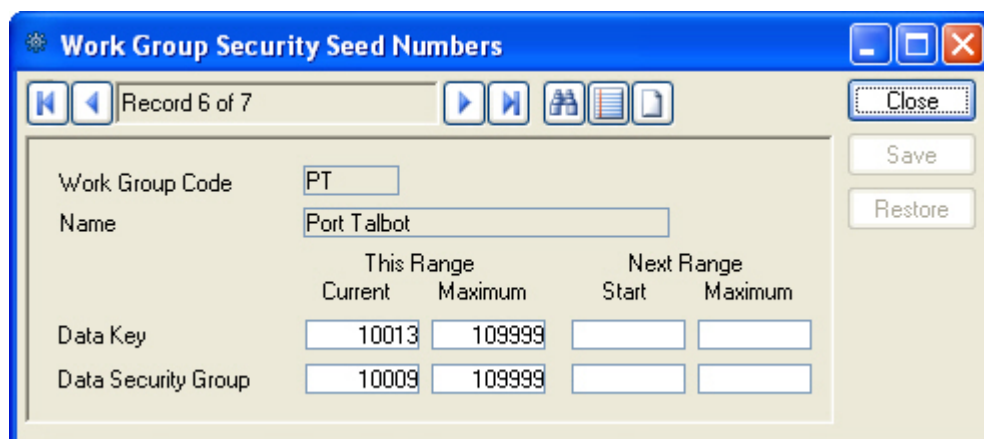 Work Group Security Seed Numbers
Record 6 of 7
Close
Save
Restore
Work Group Code PT
Name Port Talbot
This Range Next Range
Current Maximum Start Maximum
Data Key 10013 109999
Data Security Group 10009 109999